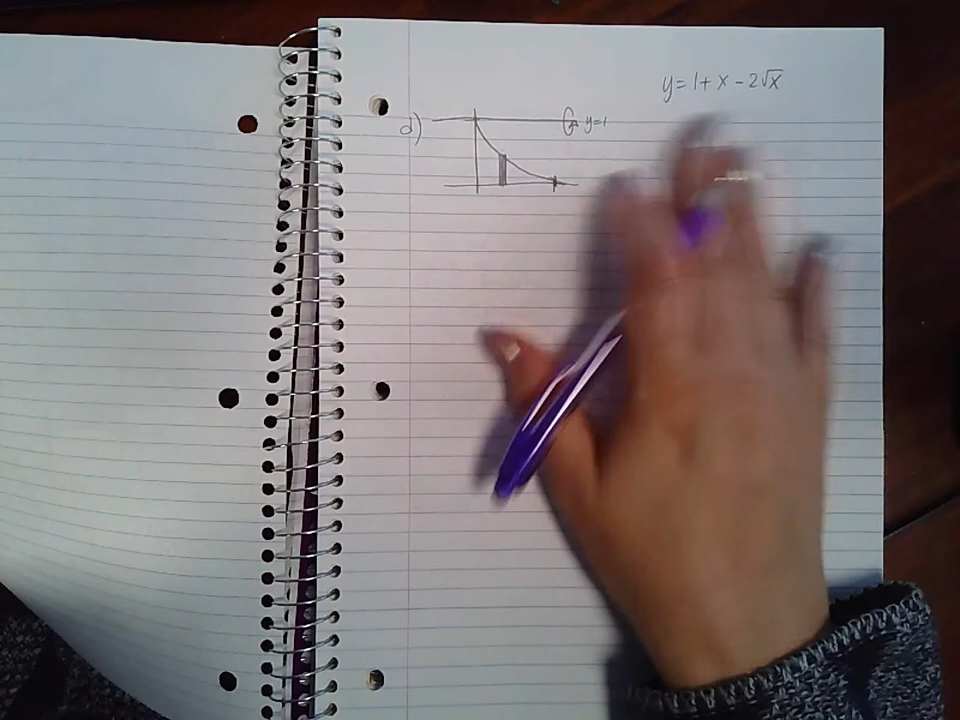 y = 1 + x - 2√x
d)
y=1